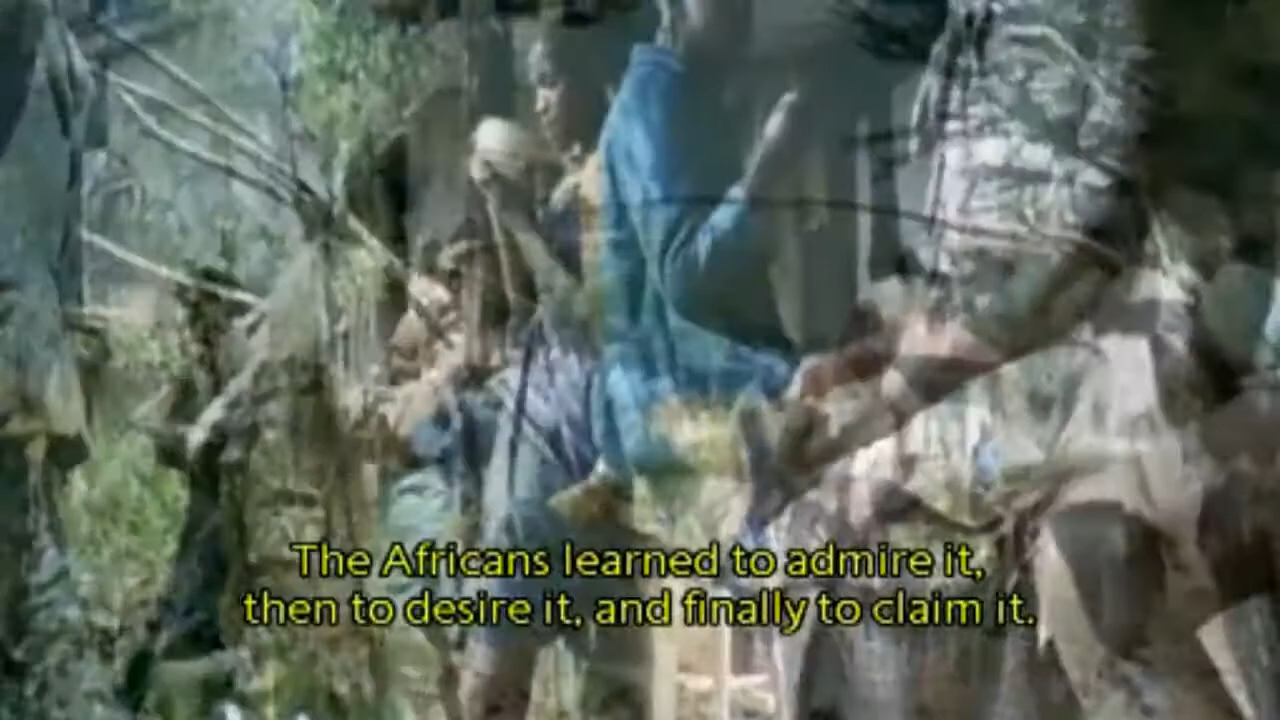 The Africans learned to admire it,
then to desire it, and finally to claim it.